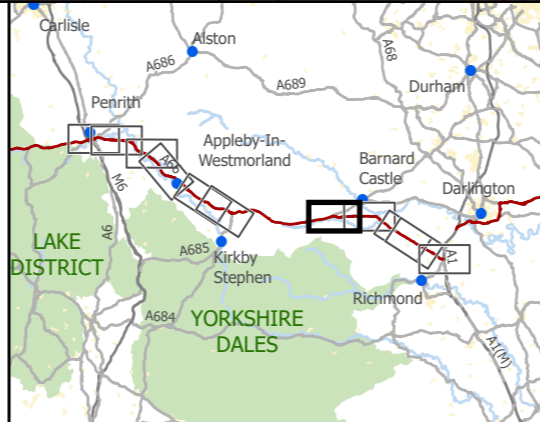 Carlisle
Alston
A686
A68
A689
Durham
Penrith
Appleby-In-
Westmorland
A66
Barnard
Castle
Darlington
M6
A6
LAKE
DISTRICT
A685
Kirkby
Stephen
A1
Richmond
A684
YORKSHIRE
DALES
A1(M)